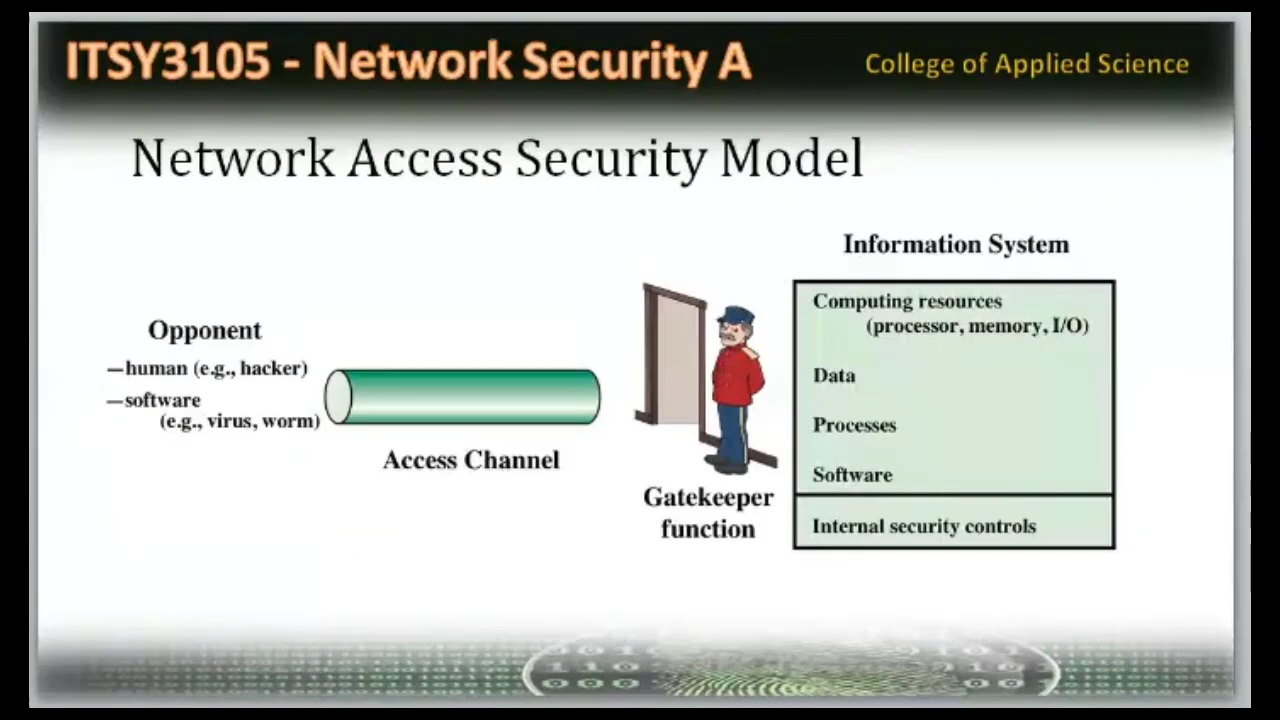 ITSY3105 - Network Security A
College of Applied Science
Network Access Security Model
Opponent
—human (e.g., hacker)
—software
(e.g., virus, worm)
Access Channel
Gatekeeper
function
Information System
Computing resources
(processor, memory, I/O)
Data
Processes
Software
Internal security controls